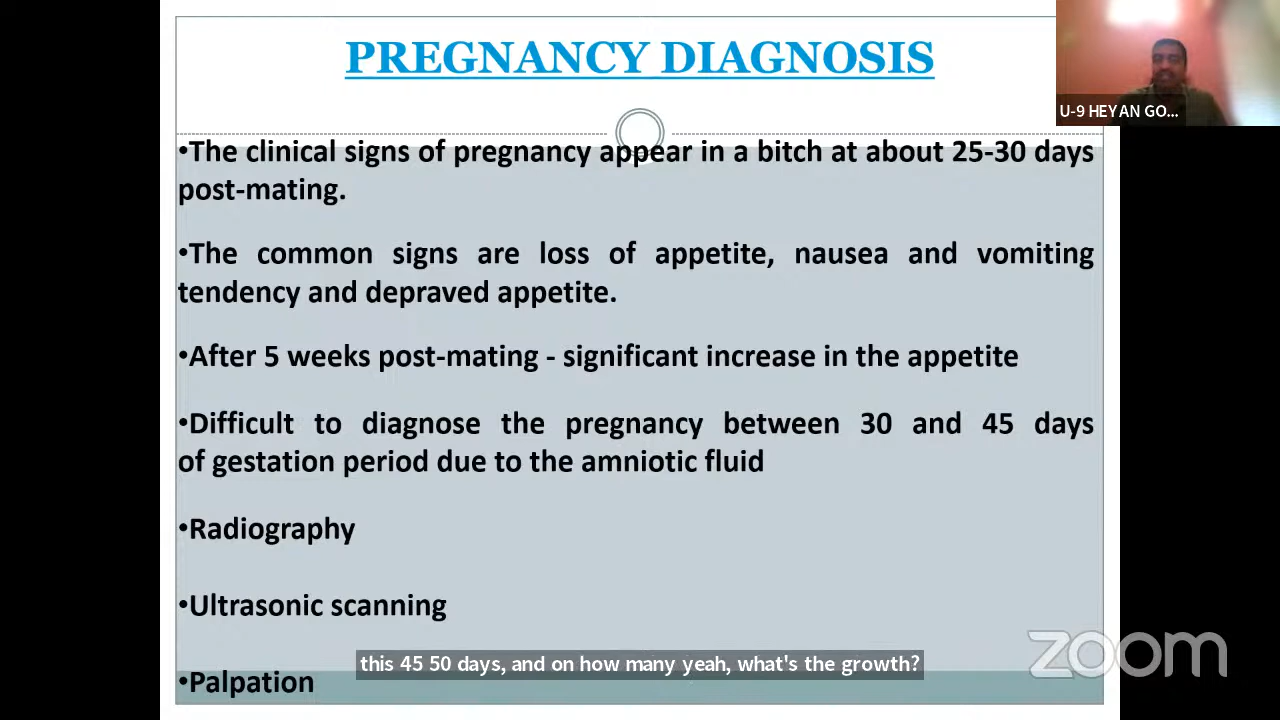 PREGNANCY DIAGNOSIS
U-9 HEYAN GO...
•The clinical signs of pregnancy appear in a bitch at about 25-30 days
post-mating.
•The common signs are loss of appetite, nausea and vomiting
tendency and depraved appetite.
•After 5 weeks post-mating - significant increase in the appetite
•Difficult to diagnose the pregnancy between 30 and 45 days
of gestation period due to the amniotic fluid
•Radiography
•Ultrasonic scanning
this 45 50 days, and on how many yeah, what's the growth?
zoom
•Palpation